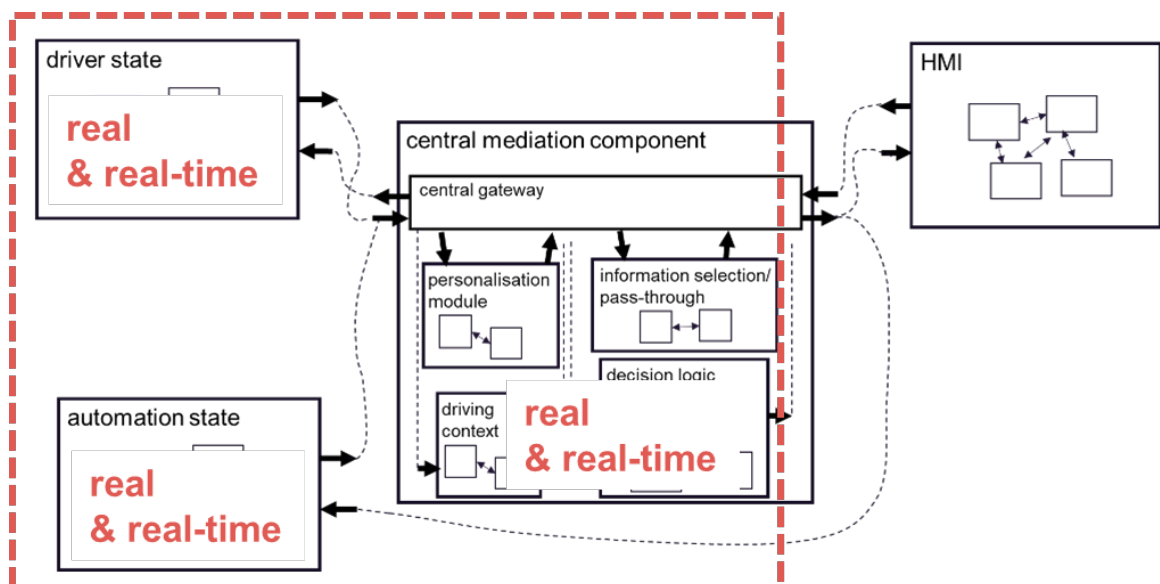 driver state
real
& real-time
HMI
central mediation component
central gateway
personalisation
module
information selection/
pass-through
automation state
real
& real-time
driving
context
decision logic
real
& real-time